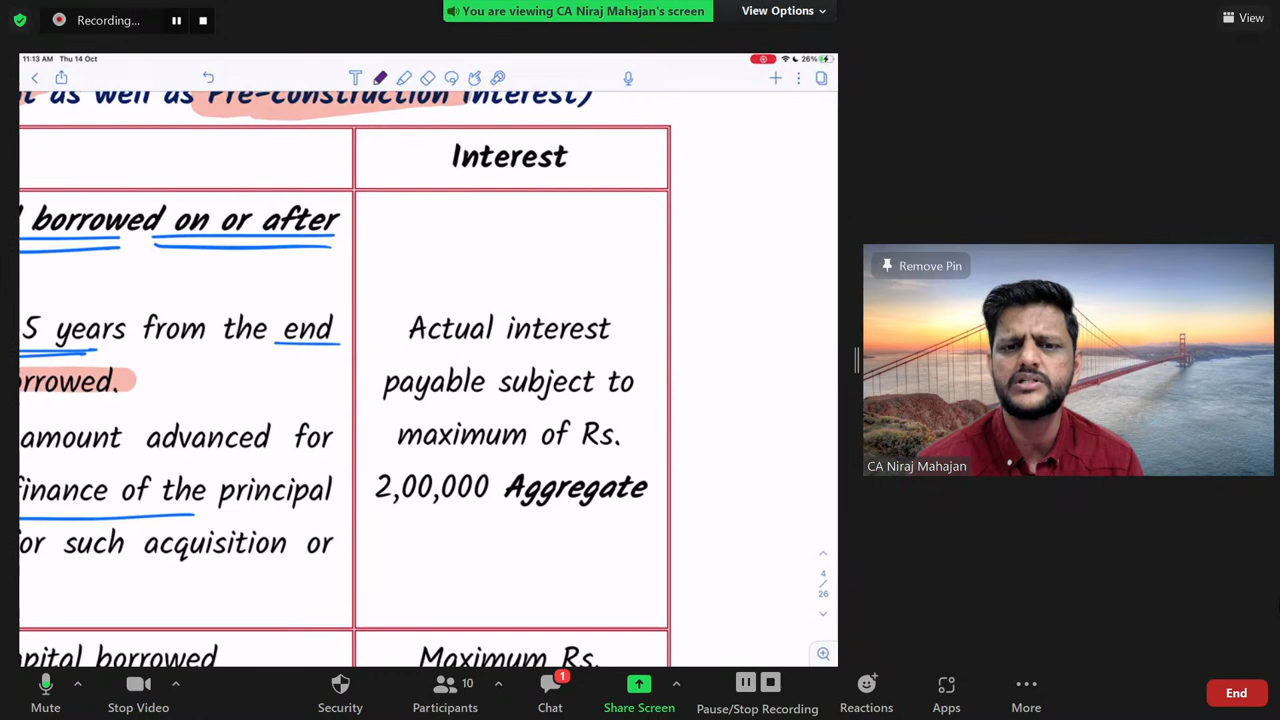 Recording...
You are viewing CA Niraj Mahajan's screen
View Options
View
11:13 AM Thu 14 Oct
26%
as well as Pre-construction Interest)
Interest
borrowed on or after
5 years from the end
orrowed.
amount advanced for
finance of the principal
or such acquisition or
Actual interest
payable subject to
maximum of Rs.
2,00,000 Aggregate
4
/
26
pital borrowed
Maximum Rs.
Remove Pin
CA Niraj Mahajan
Mute
Stop Video
Security
10
Participants
1
Chat
Share Screen
Pause/Stop Recording
Reactions
Apps
More
End